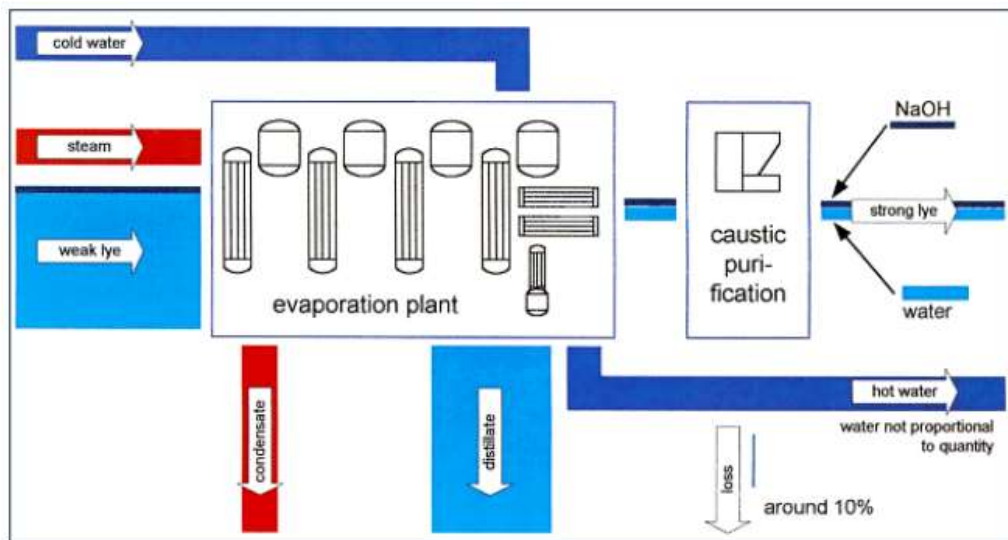 cold water
steam
NaOH
weak lye
strong lye
caustic
puri-
fication
evaporation plant
water
hot water
water not proportional
to quantity
condensate
distillate
loss
around 10%